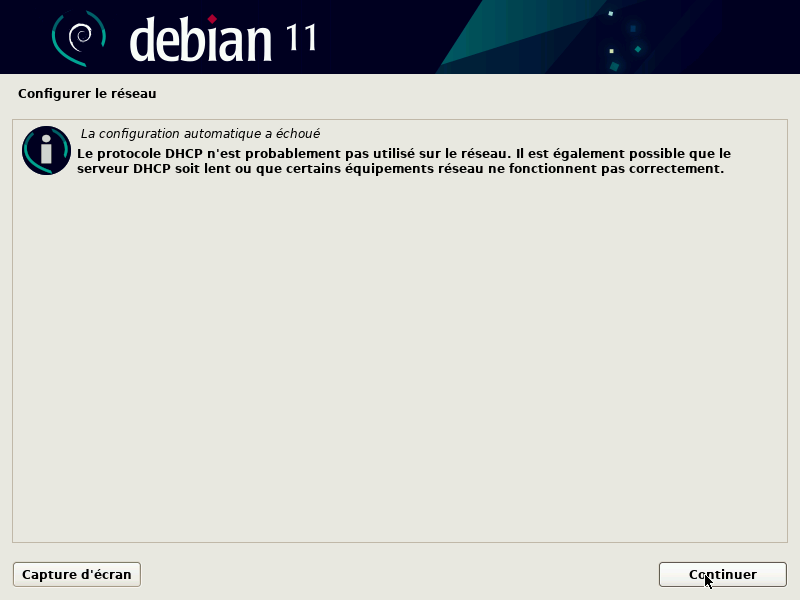 debian 11
Configurer le réseau
La configuration automatique a échoué
Le protocole DHCP n'est probablement pas utilisé sur le réseau. Il est également possible que le
serveur DHCP soit lent ou que certains équipements réseau ne fonctionnent pas correctement.
Capture d'écran
Continuer